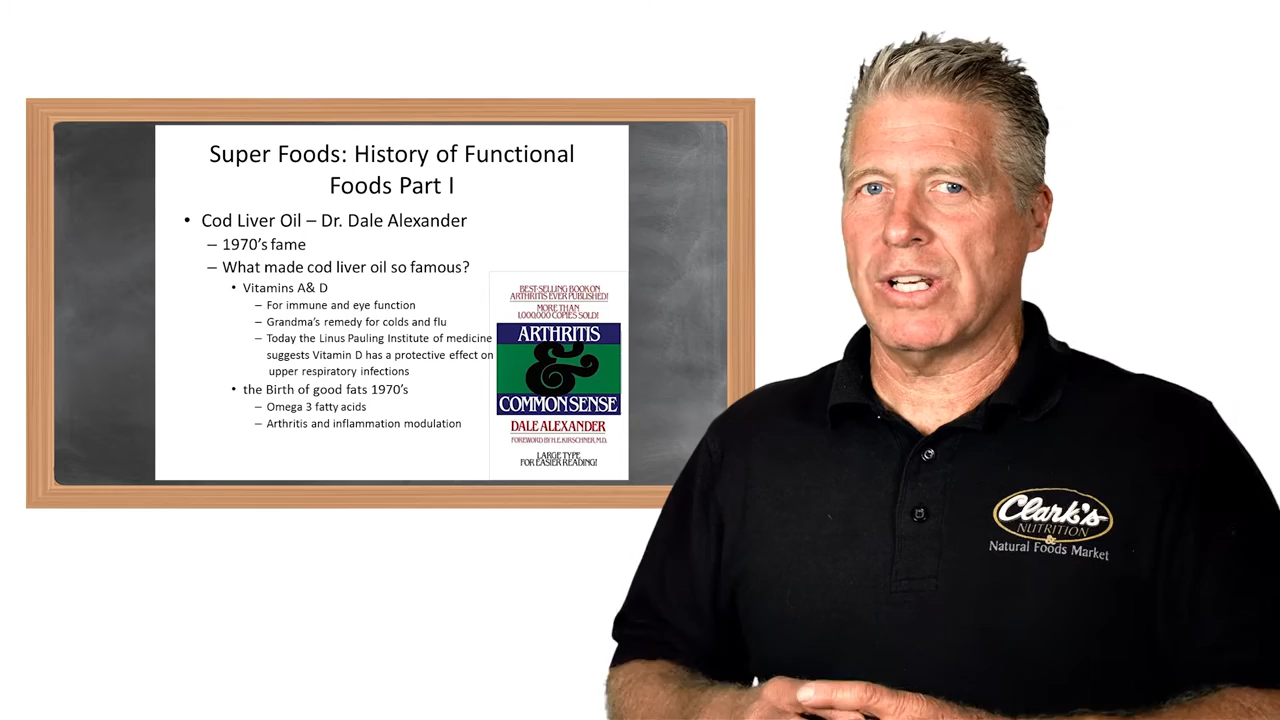 Super Foods: History of Functional
Foods Part I
• Cod Liver Oil – Dr. Dale Alexander
– 1970's fame
– What made cod liver oil so famous?
• Vitamins A& D
– For immune and eye function
– Grandma's remedy for colds and flu
– Today the Linus Pauling Institute of medicine
suggests Vitamin D has a protective effect on
upper respiratory infections
• the Birth of good fats 1970's
– Omega 3 fatty acids
– Arthritis and inflammation modulation
BEST-SELLING BOOK ON
ARTHRITIS EVER PUBLISHED!
MORE THAN
1,000,000 COPIES SOLD!
ARTHRITIS
&
COMMON SENSE
DALE ALEXANDER
FOREWORD BY H. E. KIRSCHNER, M.D.
LARGE TYPE
FOR EASIER READING!
Clark's
NUTRITION
&
Natural Foods Market